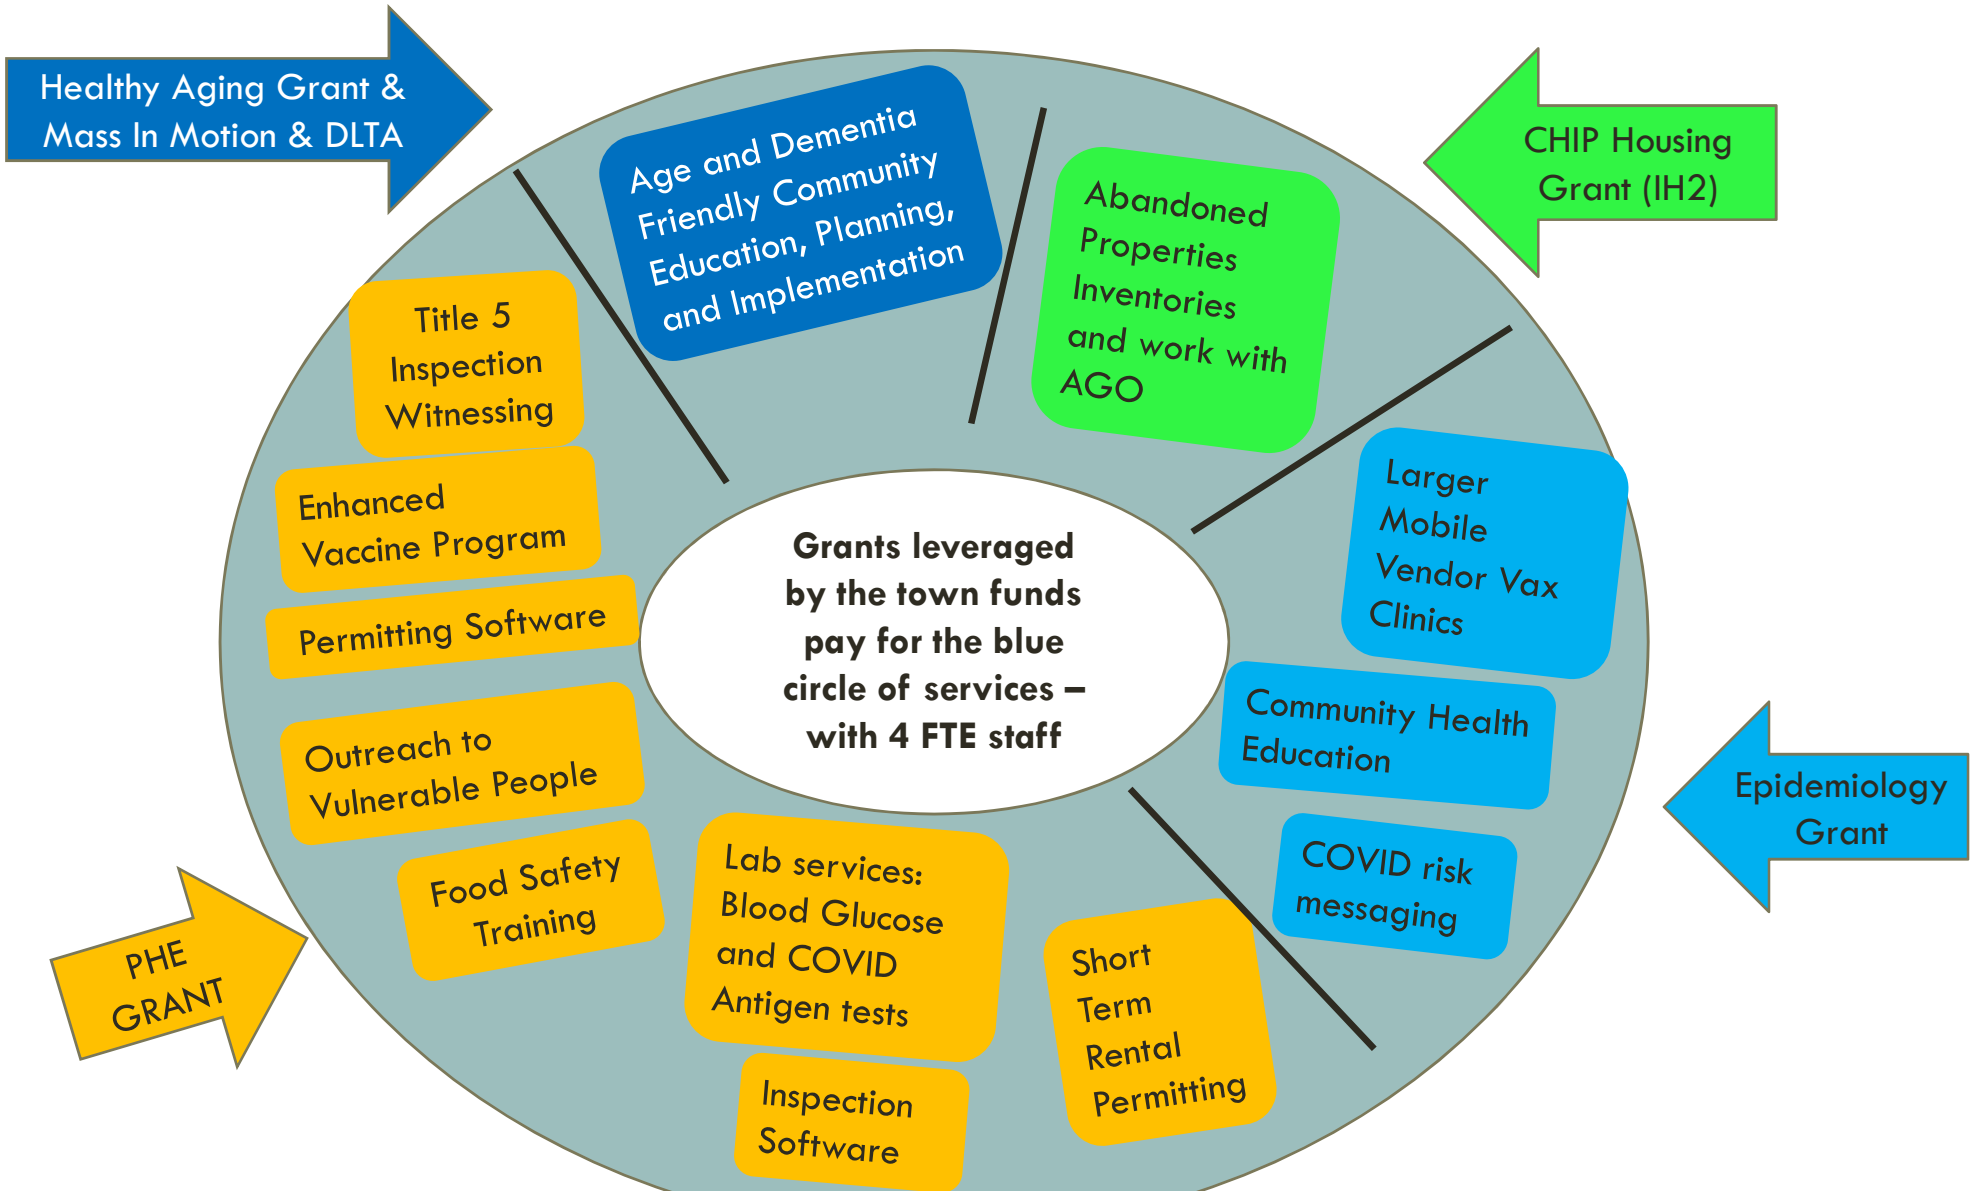 Healthy Aging Grant &
Mass In Motion & DLTA
Age and Dementia
Friendly Community
Education, Planning,
and Implementation
CHIP Housing
Grant (IH2)
Abandoned
Properties
Inventories
and work with
AGO
Title 5
Inspection
Witnessing
Enhanced
Vaccine Program
Permitting Software
Outreach to
Vulnerable People
Food Safety
Training
PHE
GRANT
Grants leveraged
by the town funds
pay for the blue
circle of services –
with 4 FTE staff
Larger
Mobile
Vendor Vax
Clinics
Community Health
Education
COVID risk
messaging
Epidemiology
Grant
Lab services:
Blood Glucose
and COVID
Antigen tests
Inspection
Software
Short
Term
Rental
Permitting